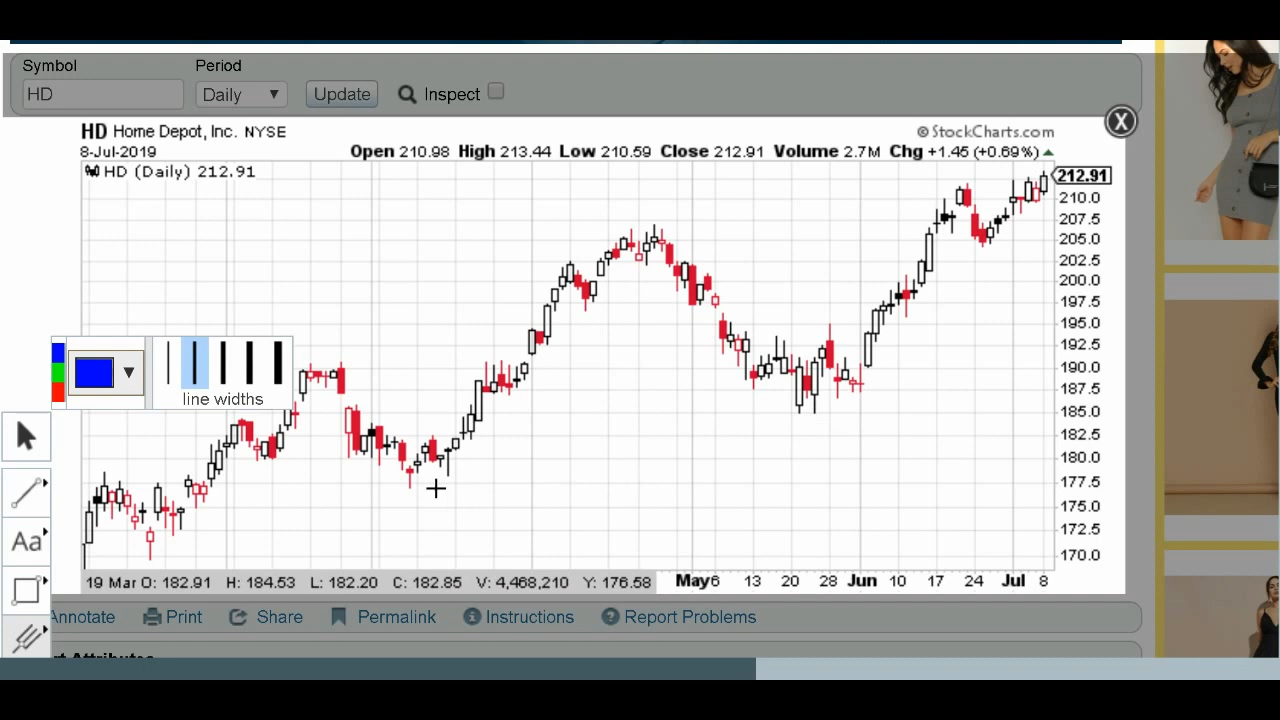 Symbol Period
HD Daily ▼ Update Inspect
HD Home Depot, Inc. NYSE © StockCharts.com
8-Jul-2019 Open 210.98 High 213.44 Low 210.59 Close 212.91 Volume 2.7M Chg +1.45 (+0.69%) ▲
HD (Daily) 212.91
X
212.91
210.0
207.5
205.0
202.5
200.0
197.5
195.0
192.5
190.0
187.5
185.0
182.5
180.0
177.5
175.0
172.5
170.0
line widths
Aa
19 Mar O: 182.91 H: 184.53 L: 182.20 C: 182.85 V: 4,468,210 Y: 176.58 May 6 13 20 28 Jun 10 17 24 Jul 8
Annotate Print Share Permalink Instructions Report Problems